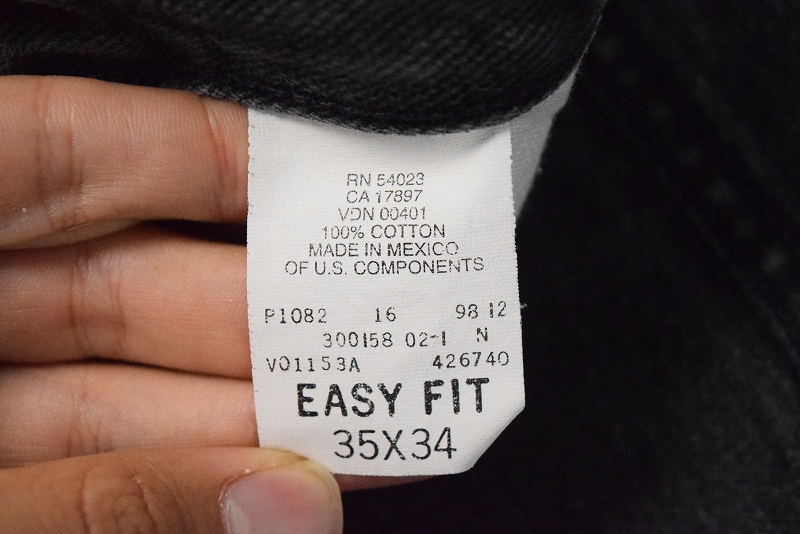 RN 54023
CA 17897
VDN 00401
100% COTTON
MADE IN MEXICO
OF U.S. COMPONENTS
P1082 16 98 12
300158 02-1 N
V01153A 426740
EASY FIT
35X34